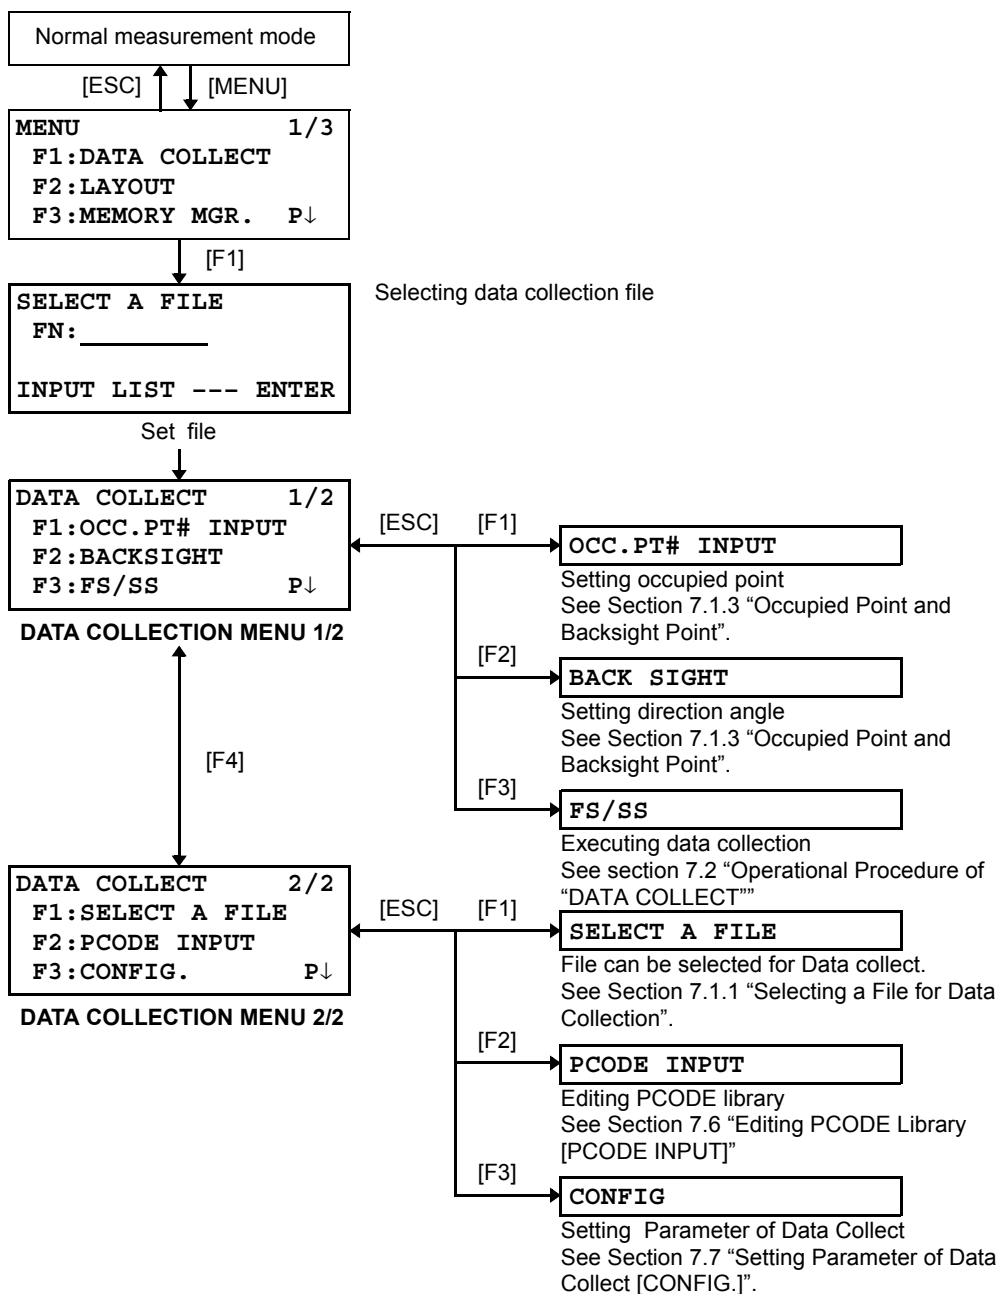 Normal measurement mode
[ESC] [MENU]
MENU 1/3
F1:DATA COLLECT
F2:LAYOUT
F3:MEMORY MGR. P↓
[F1]
SELECT A FILE
FN:
INPUT LIST --- ENTER
Selecting data collection file
Set file
DATA COLLECT 1/2
F1:OCC.PT# INPUT
F2:BACKSIGHT
F3:FS/SS P↓
DATA COLLECTION MENU 1/2
[ESC] [F1]
OCC.PT# INPUT
Setting occupied point
See Section 7.1.3 “Occupied Point and
Backsight Point”.
[F2]
BACK SIGHT
Setting direction angle
See Section 7.1.3 “Occupied Point and
Backsight Point”.
[F3]
FS/SS
Executing data collection
See section 7.2 “Operational Procedure of
“DATA COLLECT””
[F4]
DATA COLLECT 2/2
F1:SELECT A FILE
F2:PCODE INPUT
F3:CONFIG. P↓
DATA COLLECTION MENU 2/2
[ESC] [F1]
SELECT A FILE
File can be selected for Data collect.
See Section 7.1.1 “Selecting a File for Data
Collection”.
[F2]
PCODE INPUT
Editing PCODE library
See Section 7.6 “Editing PCODE Library
[PCODE INPUT]”
[F3]
CONFIG
Setting Parameter of Data Collect
See Section 7.7 “Setting Parameter of Data
Collect [CONFIG.]”.